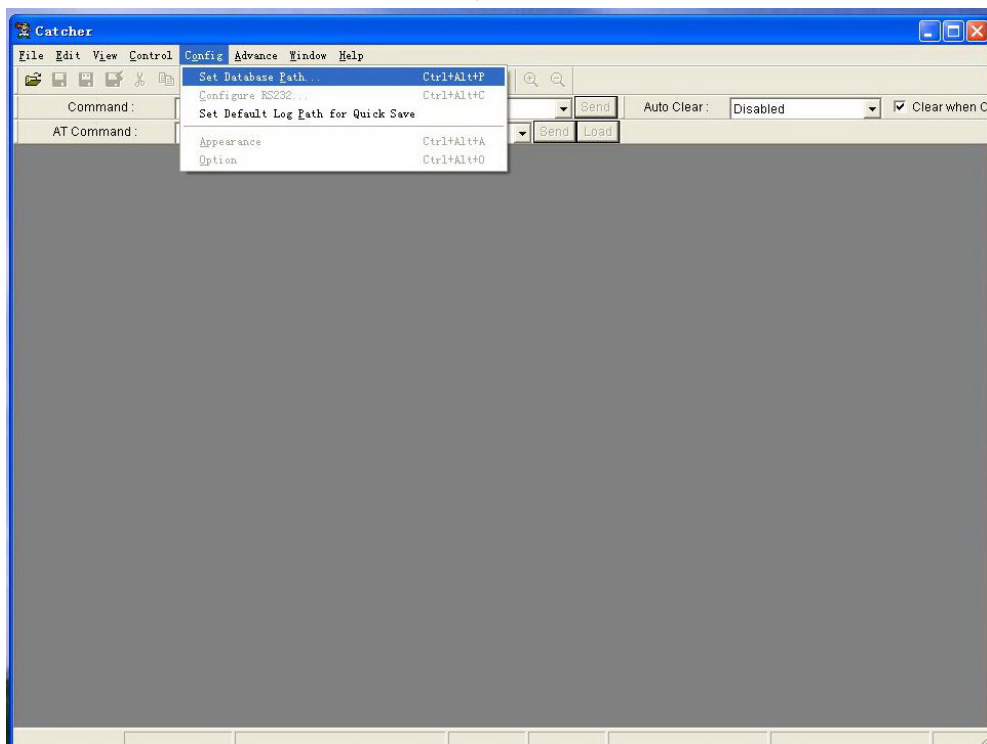 Catcher
File Edit View Control Config Advance Window Help
Set Database Path... Ctrl+Alt+P
Configure RS232... Ctrl+Alt+C
Set Default Log Path for Quick Save
Appearance Ctrl+Alt+A
Option Ctrl+Alt+O
Command : Send Auto Clear : Disabled Clear when C
AT Command : Send Load